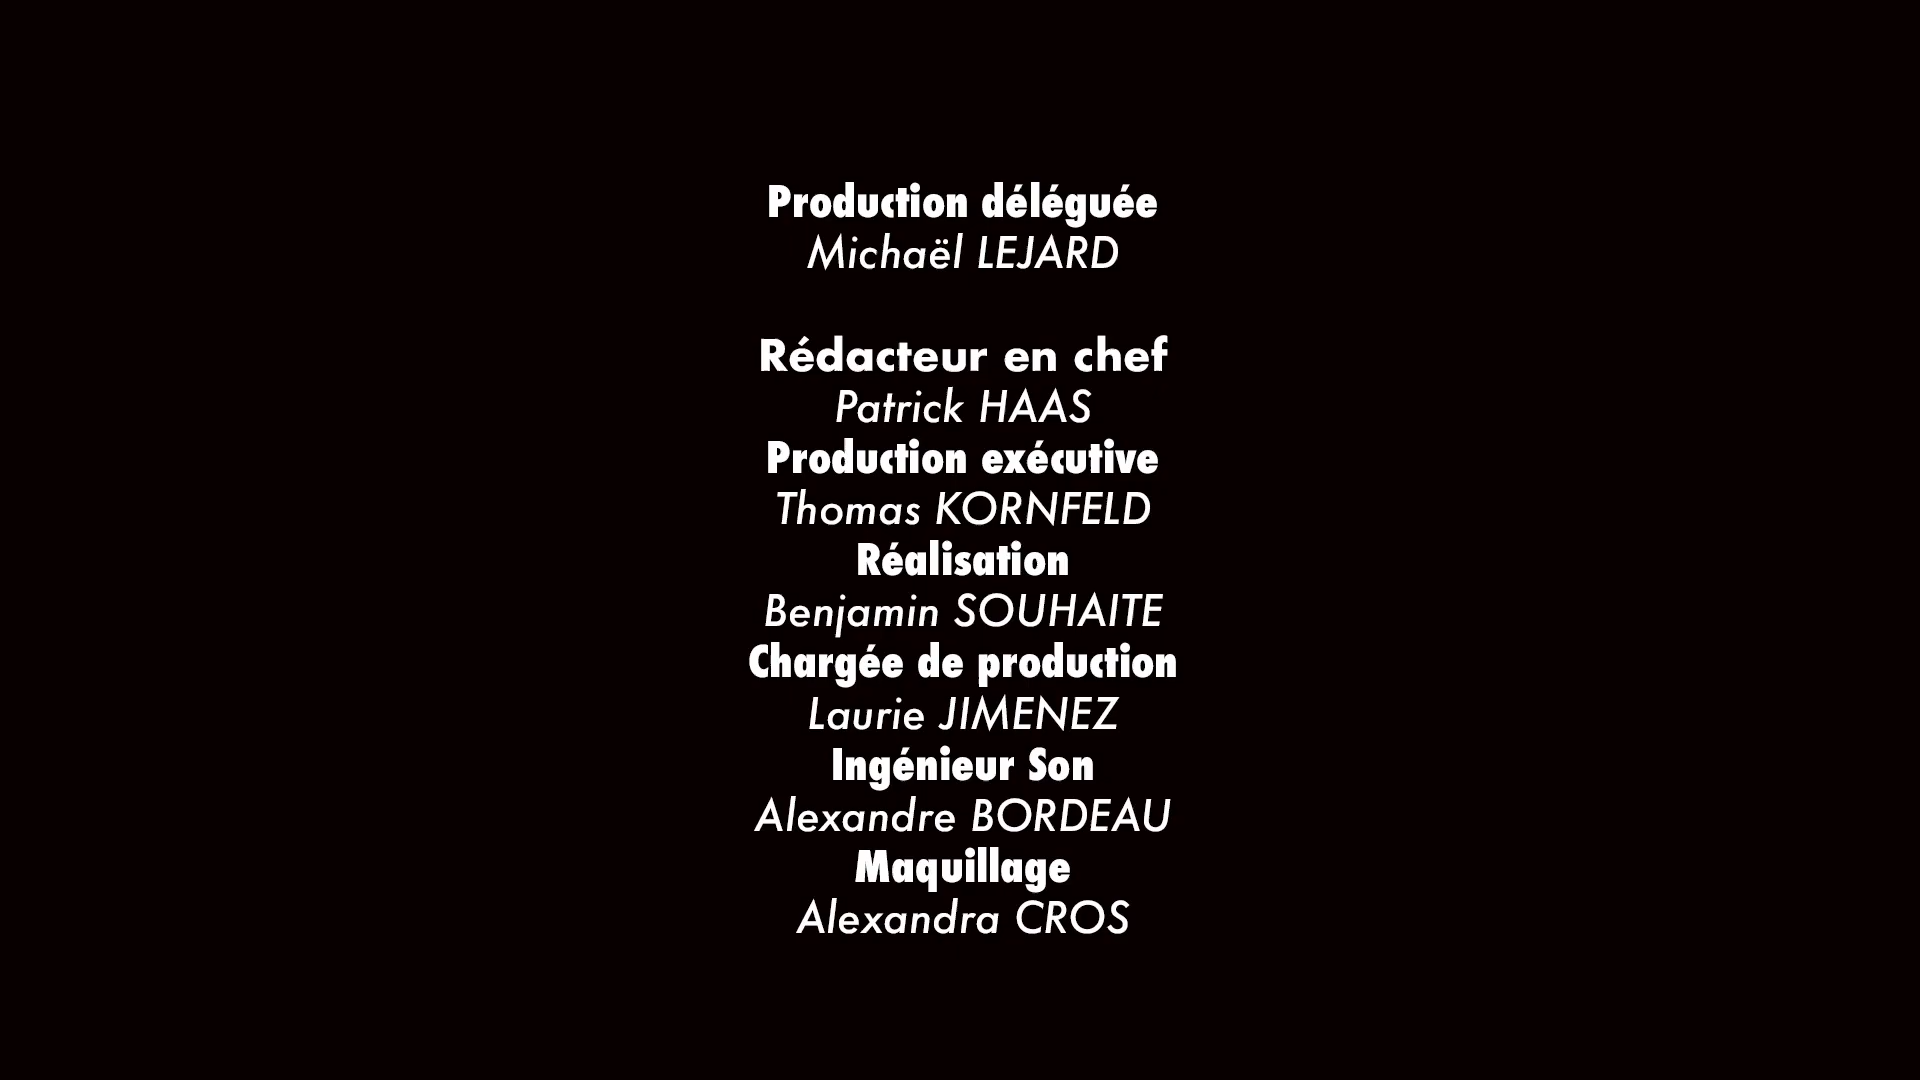 Production déléguée
Michaël LEJARD
Rédacteur en chef
Patrick HAAS
Production exécutive
Thomas KORNFELD
Réalisation
Benjamin SOUHAITE
Chargée de production
Laurie JIMENEZ
Ingénieur Son
Alexandre BORDEAU
Maquillage
Alexandra CROS